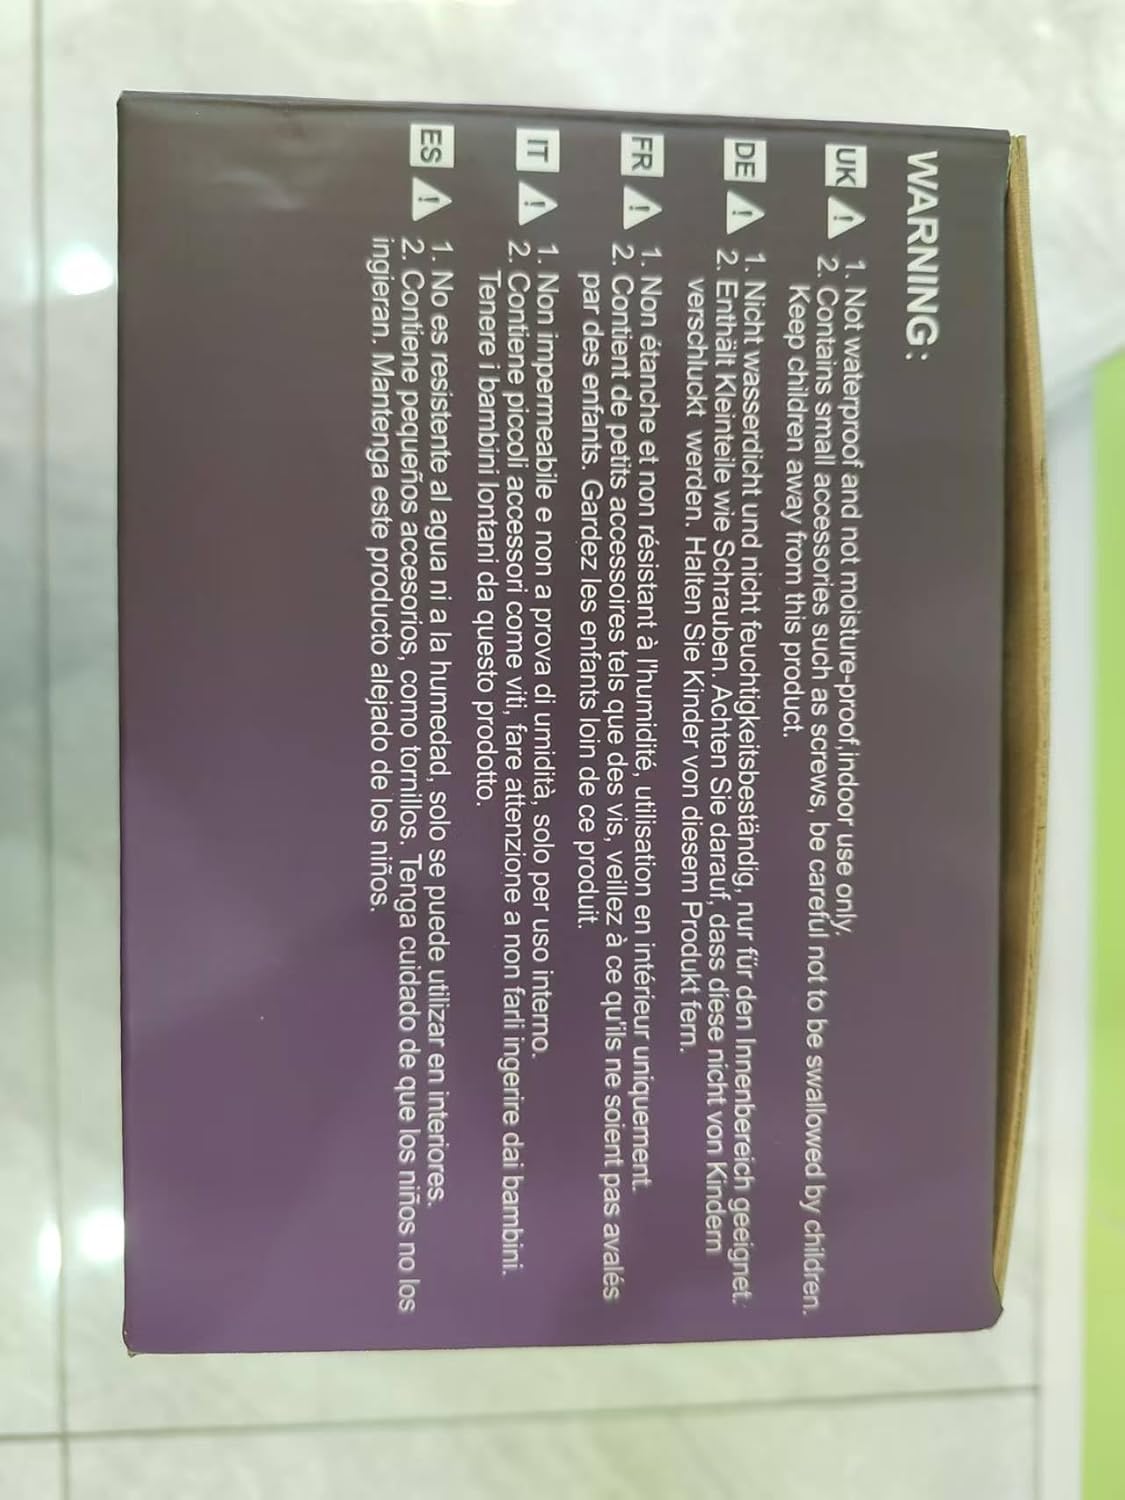 WARNING:
UK
1. Not waterproof and not moisture-proof,indoor use only.
2. Contains small accessories such as screws, be careful not to be swallowed by children.
Keep children away from this product.
DE
1. Nicht wasserdicht und nicht feuchtigkeitsbeständig, nur für den Innenbereich geeignet.
2. Enthält Kleinteile wie Schrauben. Achten Sie darauf, dass diese nicht von Kindern
verschluckt werden. Halten Sie Kinder von diesem Produkt fern.
FR
1. Non étanche et non résistant à l'humidité, utilisation en intérieur uniquement.
2. Contient de petits accessoires tels que des vis, veillez à ce qu'ils ne soient pas avalés
par des enfants. Gardez les enfants loin de ce produit.
IT
1. Non impermeabile e non a prova di umidità, solo per uso interno.
2. Contiene piccoli accessori come viti, fare attenzione a non farli ingerire dai bambini.
Tenere i bambini lontani da questo prodotto.
ES
1. No es resistente al agua ni a la humedad, solo se puede utilizar en interiores.
2. Contiene pequeños accesorios, como tornillos. Tenga cuidado de que los niños no los
ingieran. Mantenga este producto alejado de los niños.